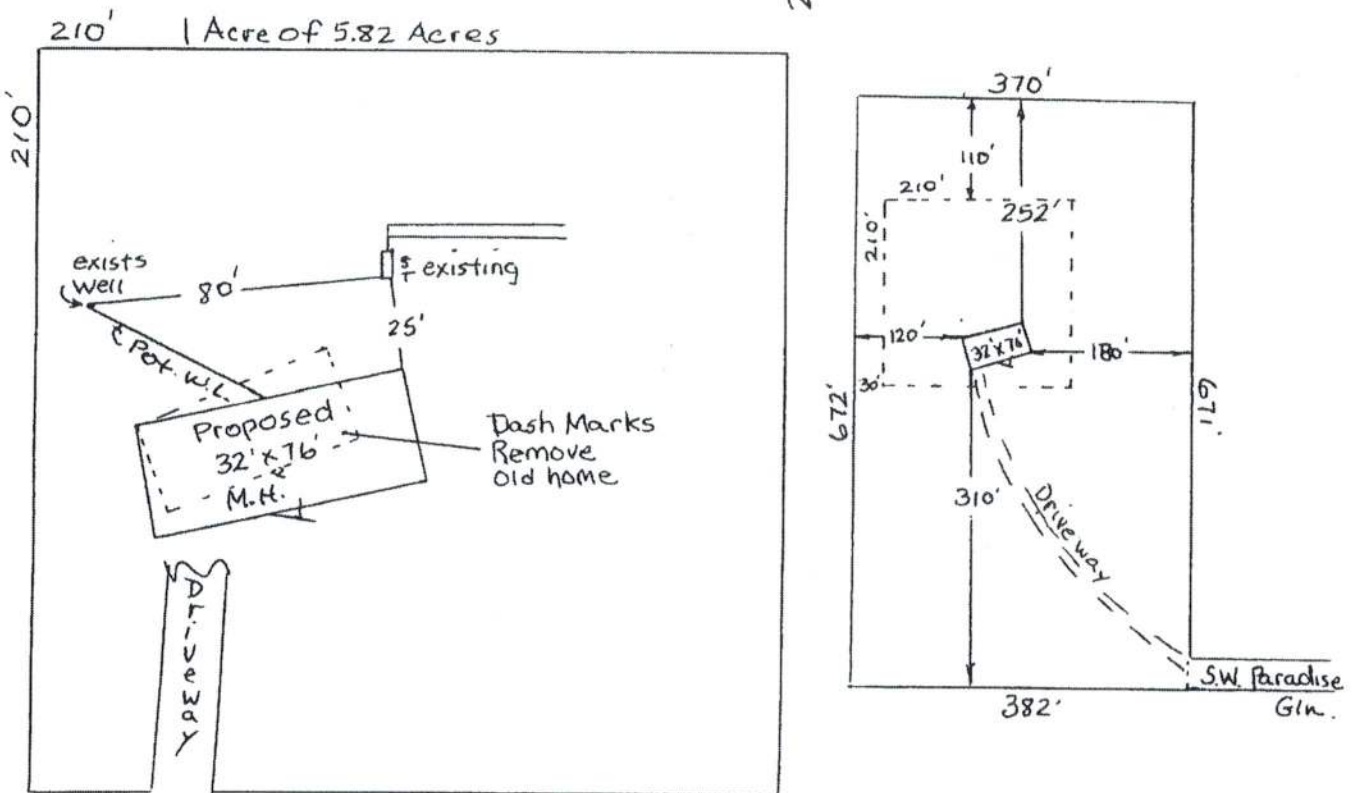 210' 1 Acre of 5.82 Acres
210'
exists
well
80'
S
T existing
25'
Pot. W.L.
Proposed
32' x 76'
M.H.
Dash Marks
Remove
old home
Driveway
370'
110'
210'
252'
210'
120'
32' x 76'
180'
30'
672'
671'
310'
Driveway
S.W. Paradise
Gln.
382'